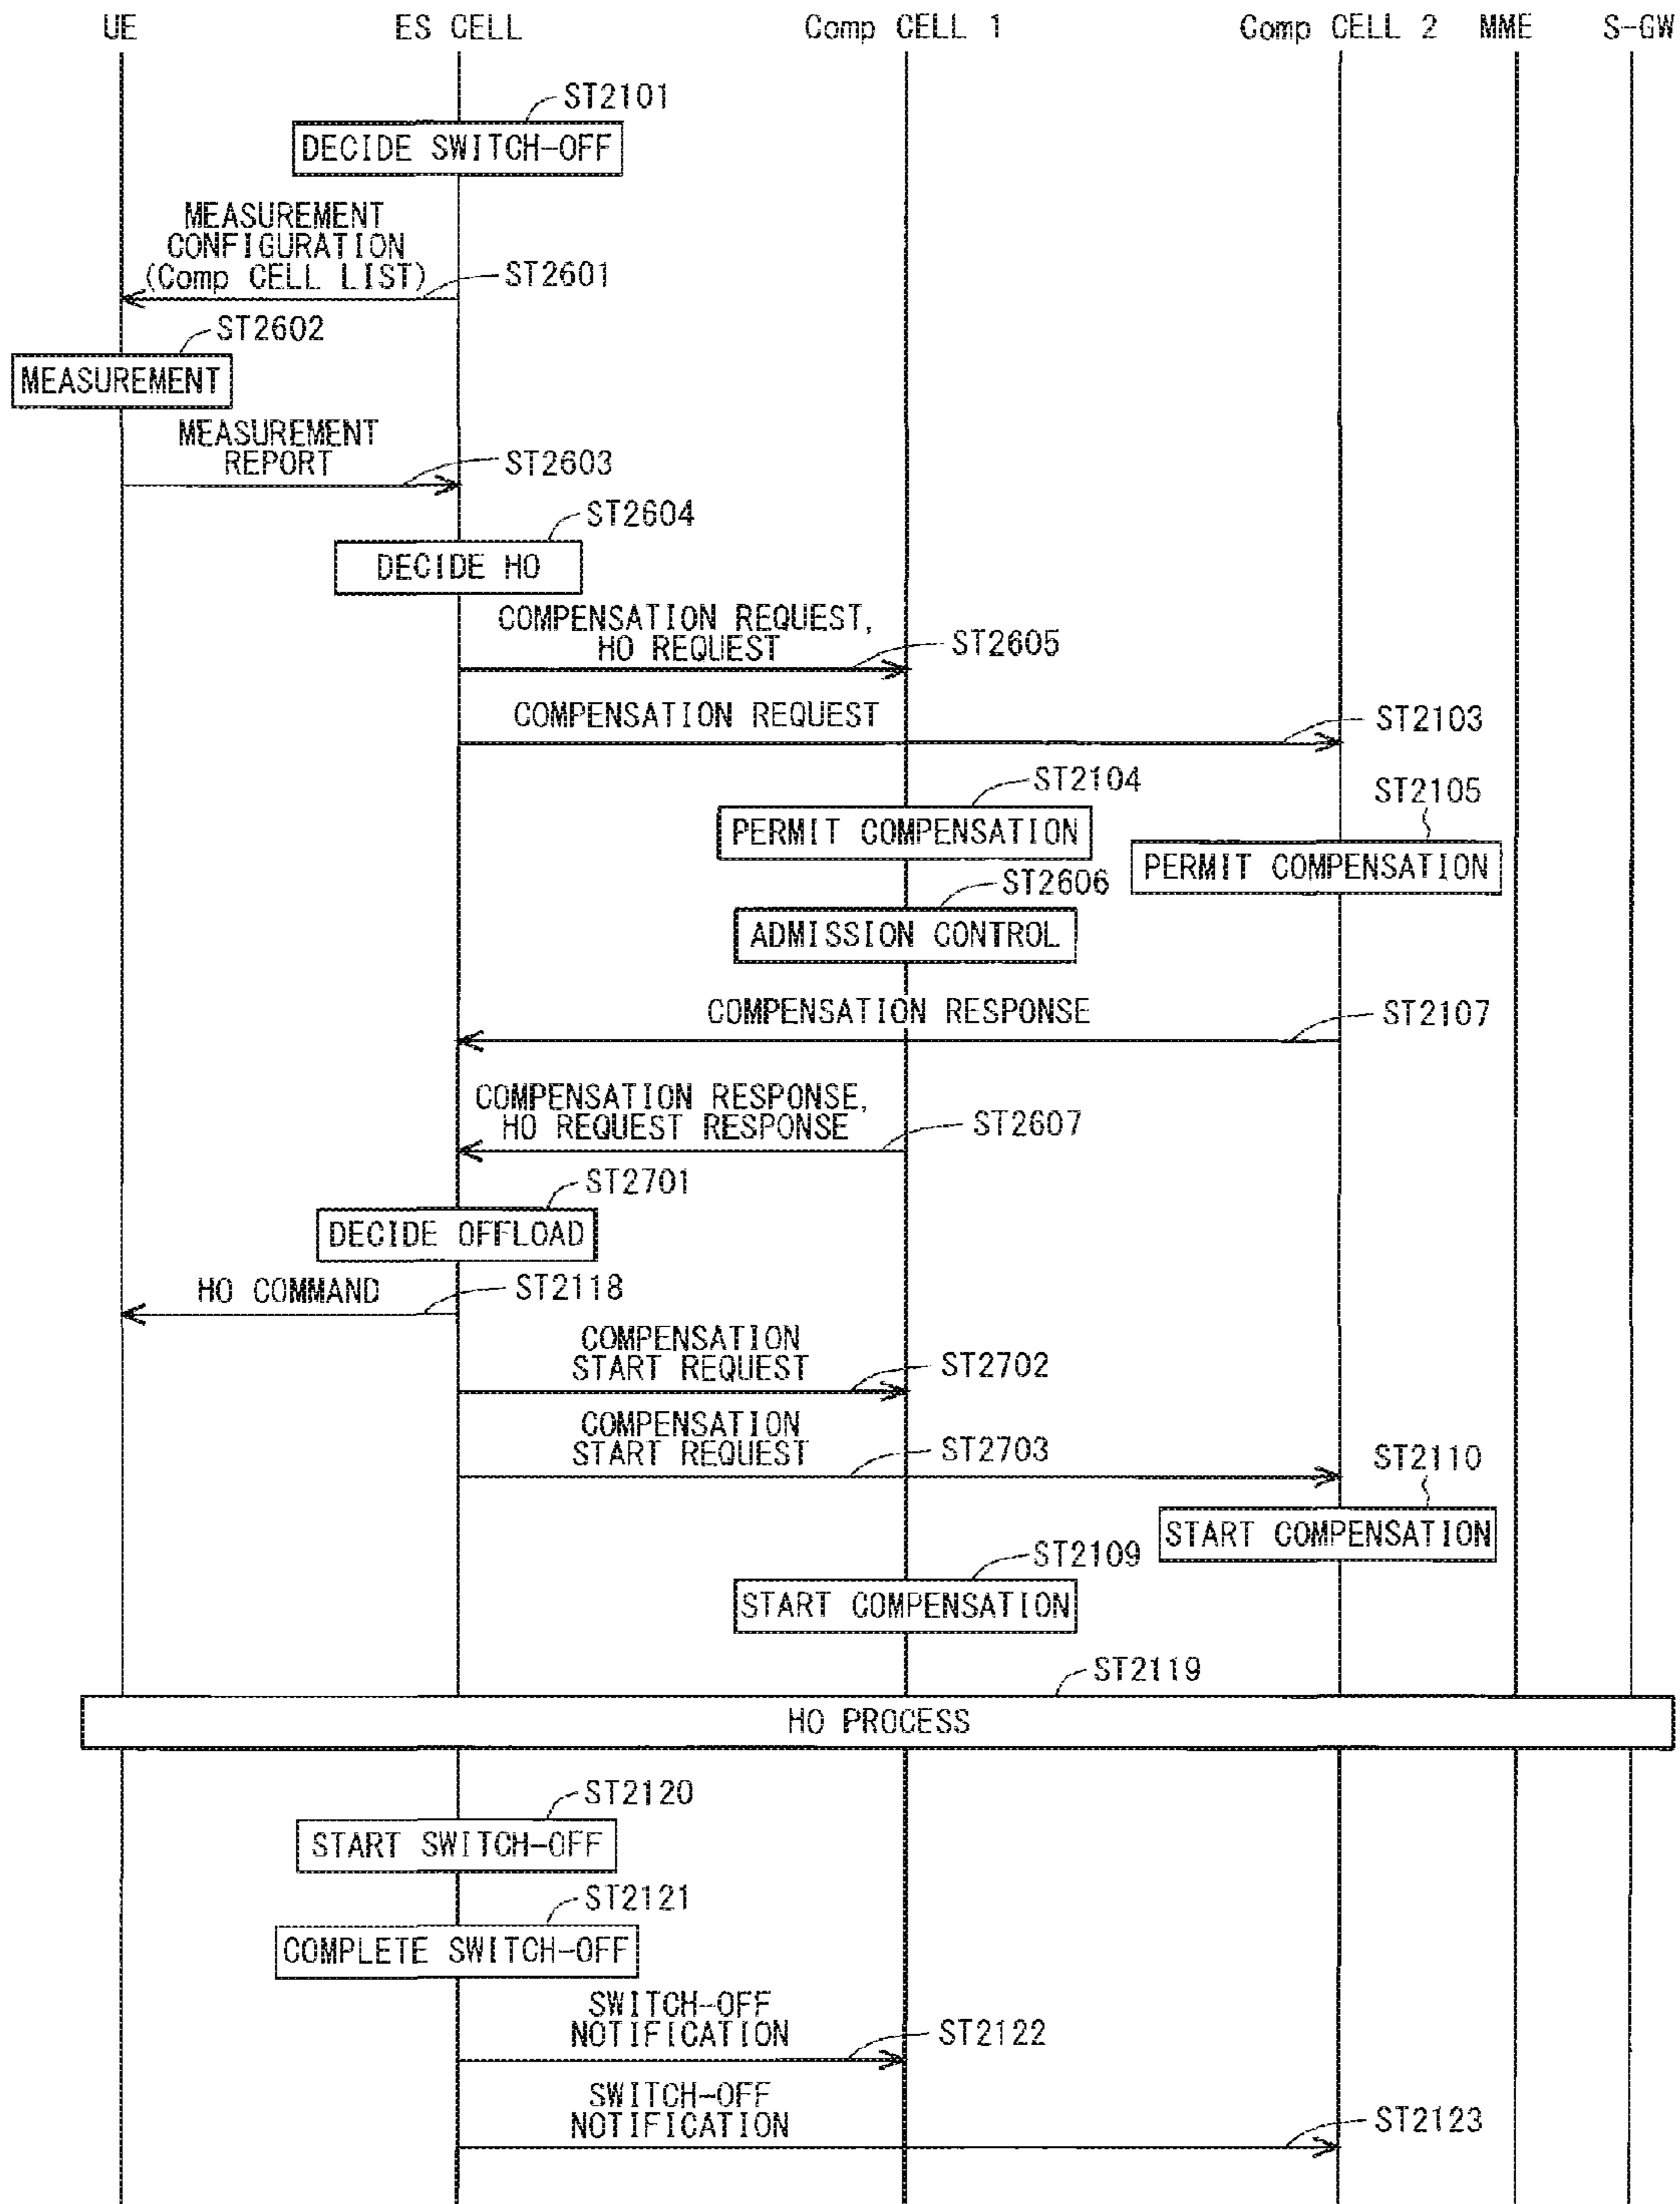 UE ES CELL Comp CELL 1 Comp CELL 2 MME S-GW
ST2101
DECIDE SWITCH-OFF
MEASUREMENT
CONFIGURATION
(Comp CELL LIST)
ST2601
ST2602
MEASUREMENT
MEASUREMENT
REPORT
ST2603
ST2604
DECIDE HO
COMPENSATION REQUEST,
HO REQUEST
ST2605
COMPENSATION REQUEST
ST2103
ST2104
PERMIT COMPENSATION
ST2105
PERMIT COMPENSATION
ST2606
ADMISSION CONTROL
COMPENSATION RESPONSE
ST2107
COMPENSATION RESPONSE,
HO REQUEST RESPONSE
ST2607
ST2701
DECIDE OFFLOAD
HO COMMAND
ST2118
COMPENSATION
START REQUEST
ST2702
COMPENSATION
START REQUEST
ST2703
ST2110
START COMPENSATION
ST2109
START COMPENSATION
ST2119
HO PROCESS
ST2120
START SWITCH-OFF
ST2121
COMPLETE SWITCH-OFF
SWITCH-OFF
NOTIFICATION
ST2122
SWITCH-OFF
NOTIFICATION
ST2123